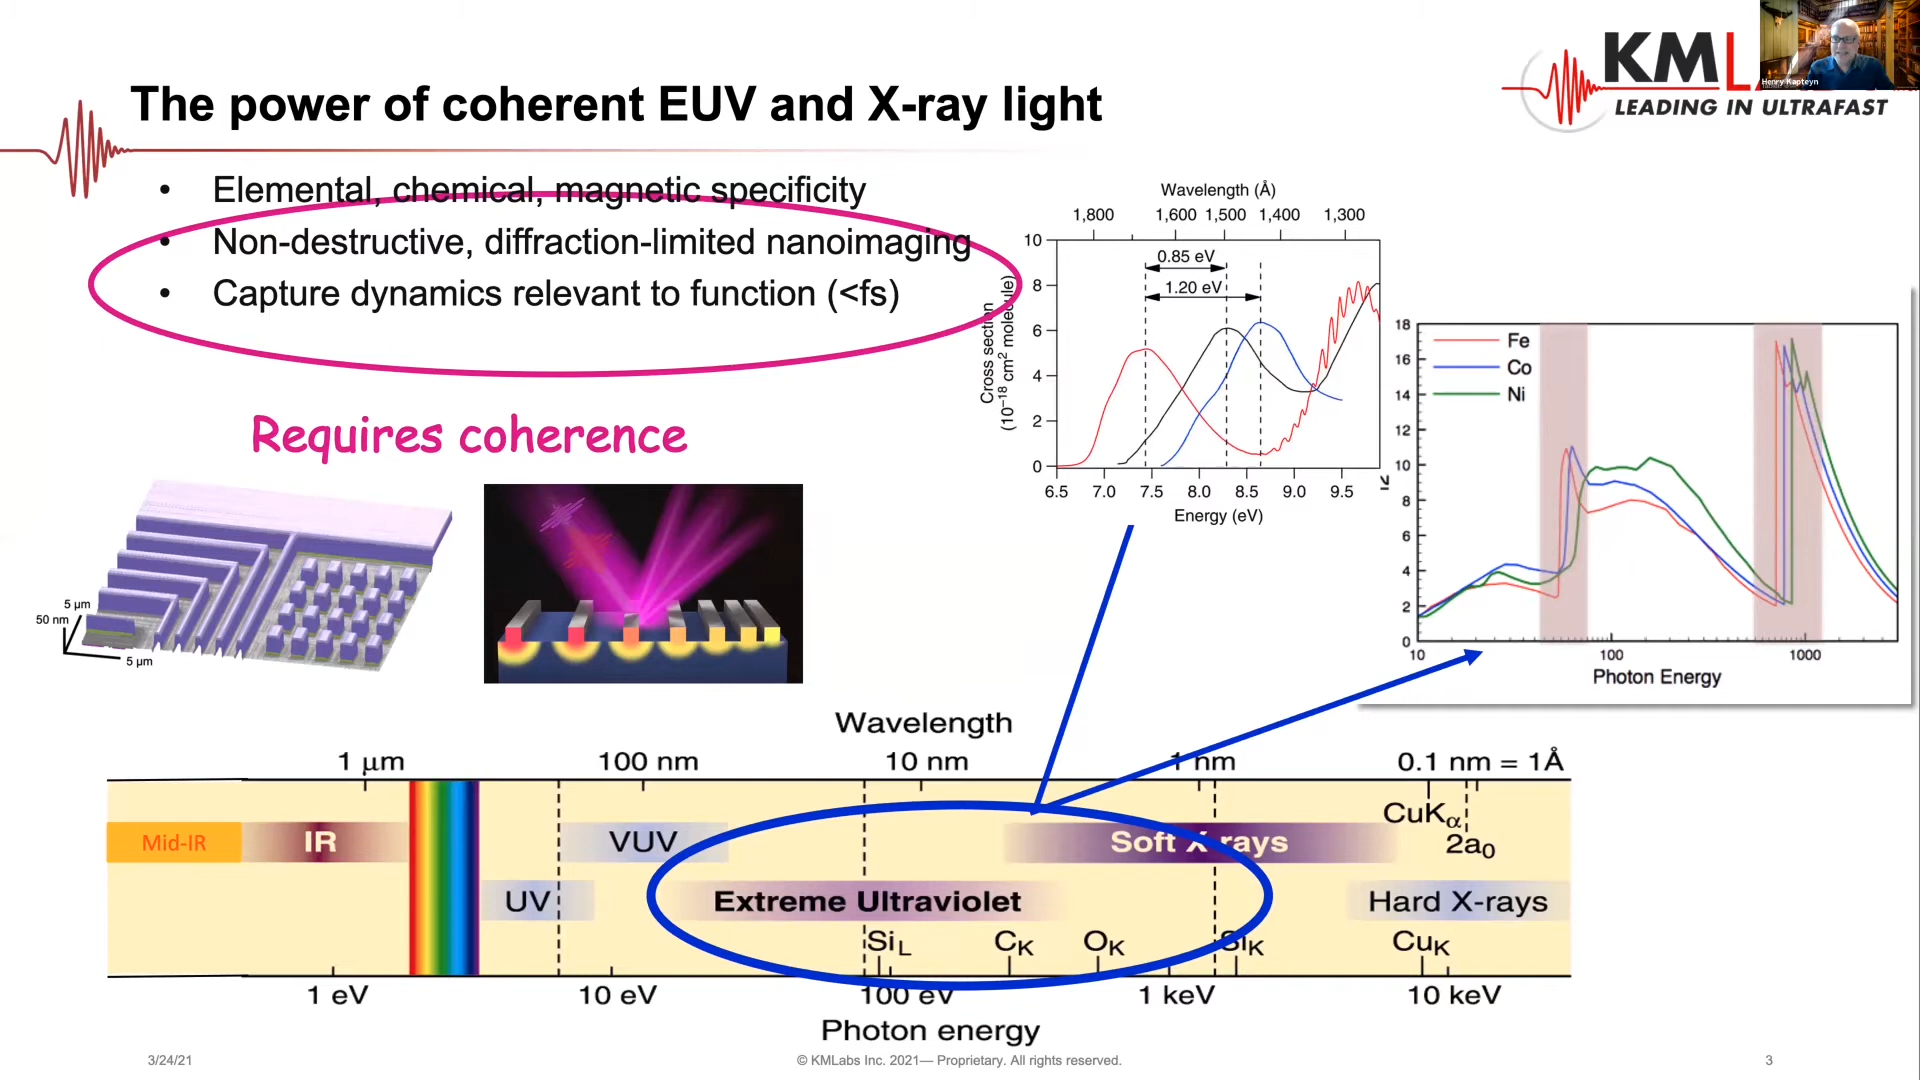 The power of coherent EUV and X-ray light
KML
LEADING IN ULTRAFAST
Henry Kapteyn
• Elemental, chemical, magnetic specificity
• Non-destructive, diffraction-limited nanoimaging
• Capture dynamics relevant to function (<fs)
Requires coherence
5 µm
50 nm
5 µm
Wavelength (Å)
1,800 1,600 1,500 1,400 1,300
10
8
6
4
2
0
0.85 eV
1.20 eV
Cross section
(10⁻¹⁸ cm² molecule)
6.5 7.0 7.5 8.0 8.5 9.0 9.5
Energy (eV)
18
16
14
12
10
8
6
4
2
0
Fe
Co
Ni
10 100 1000
Photon Energy
Wavelength
1 µm 100 nm 10 nm 1 nm 0.1 nm = 1Å
CuKα
2a₀
Mid-IR IR VUV Soft X rays
UV Extreme Ultraviolet Hard X-rays
SiL CK OK SiK CuK
1 eV 10 eV 100 eV 1 keV 10 keV
Photon energy
3/24/21
© KMLabs Inc. 2021— Proprietary. All rights reserved.
3